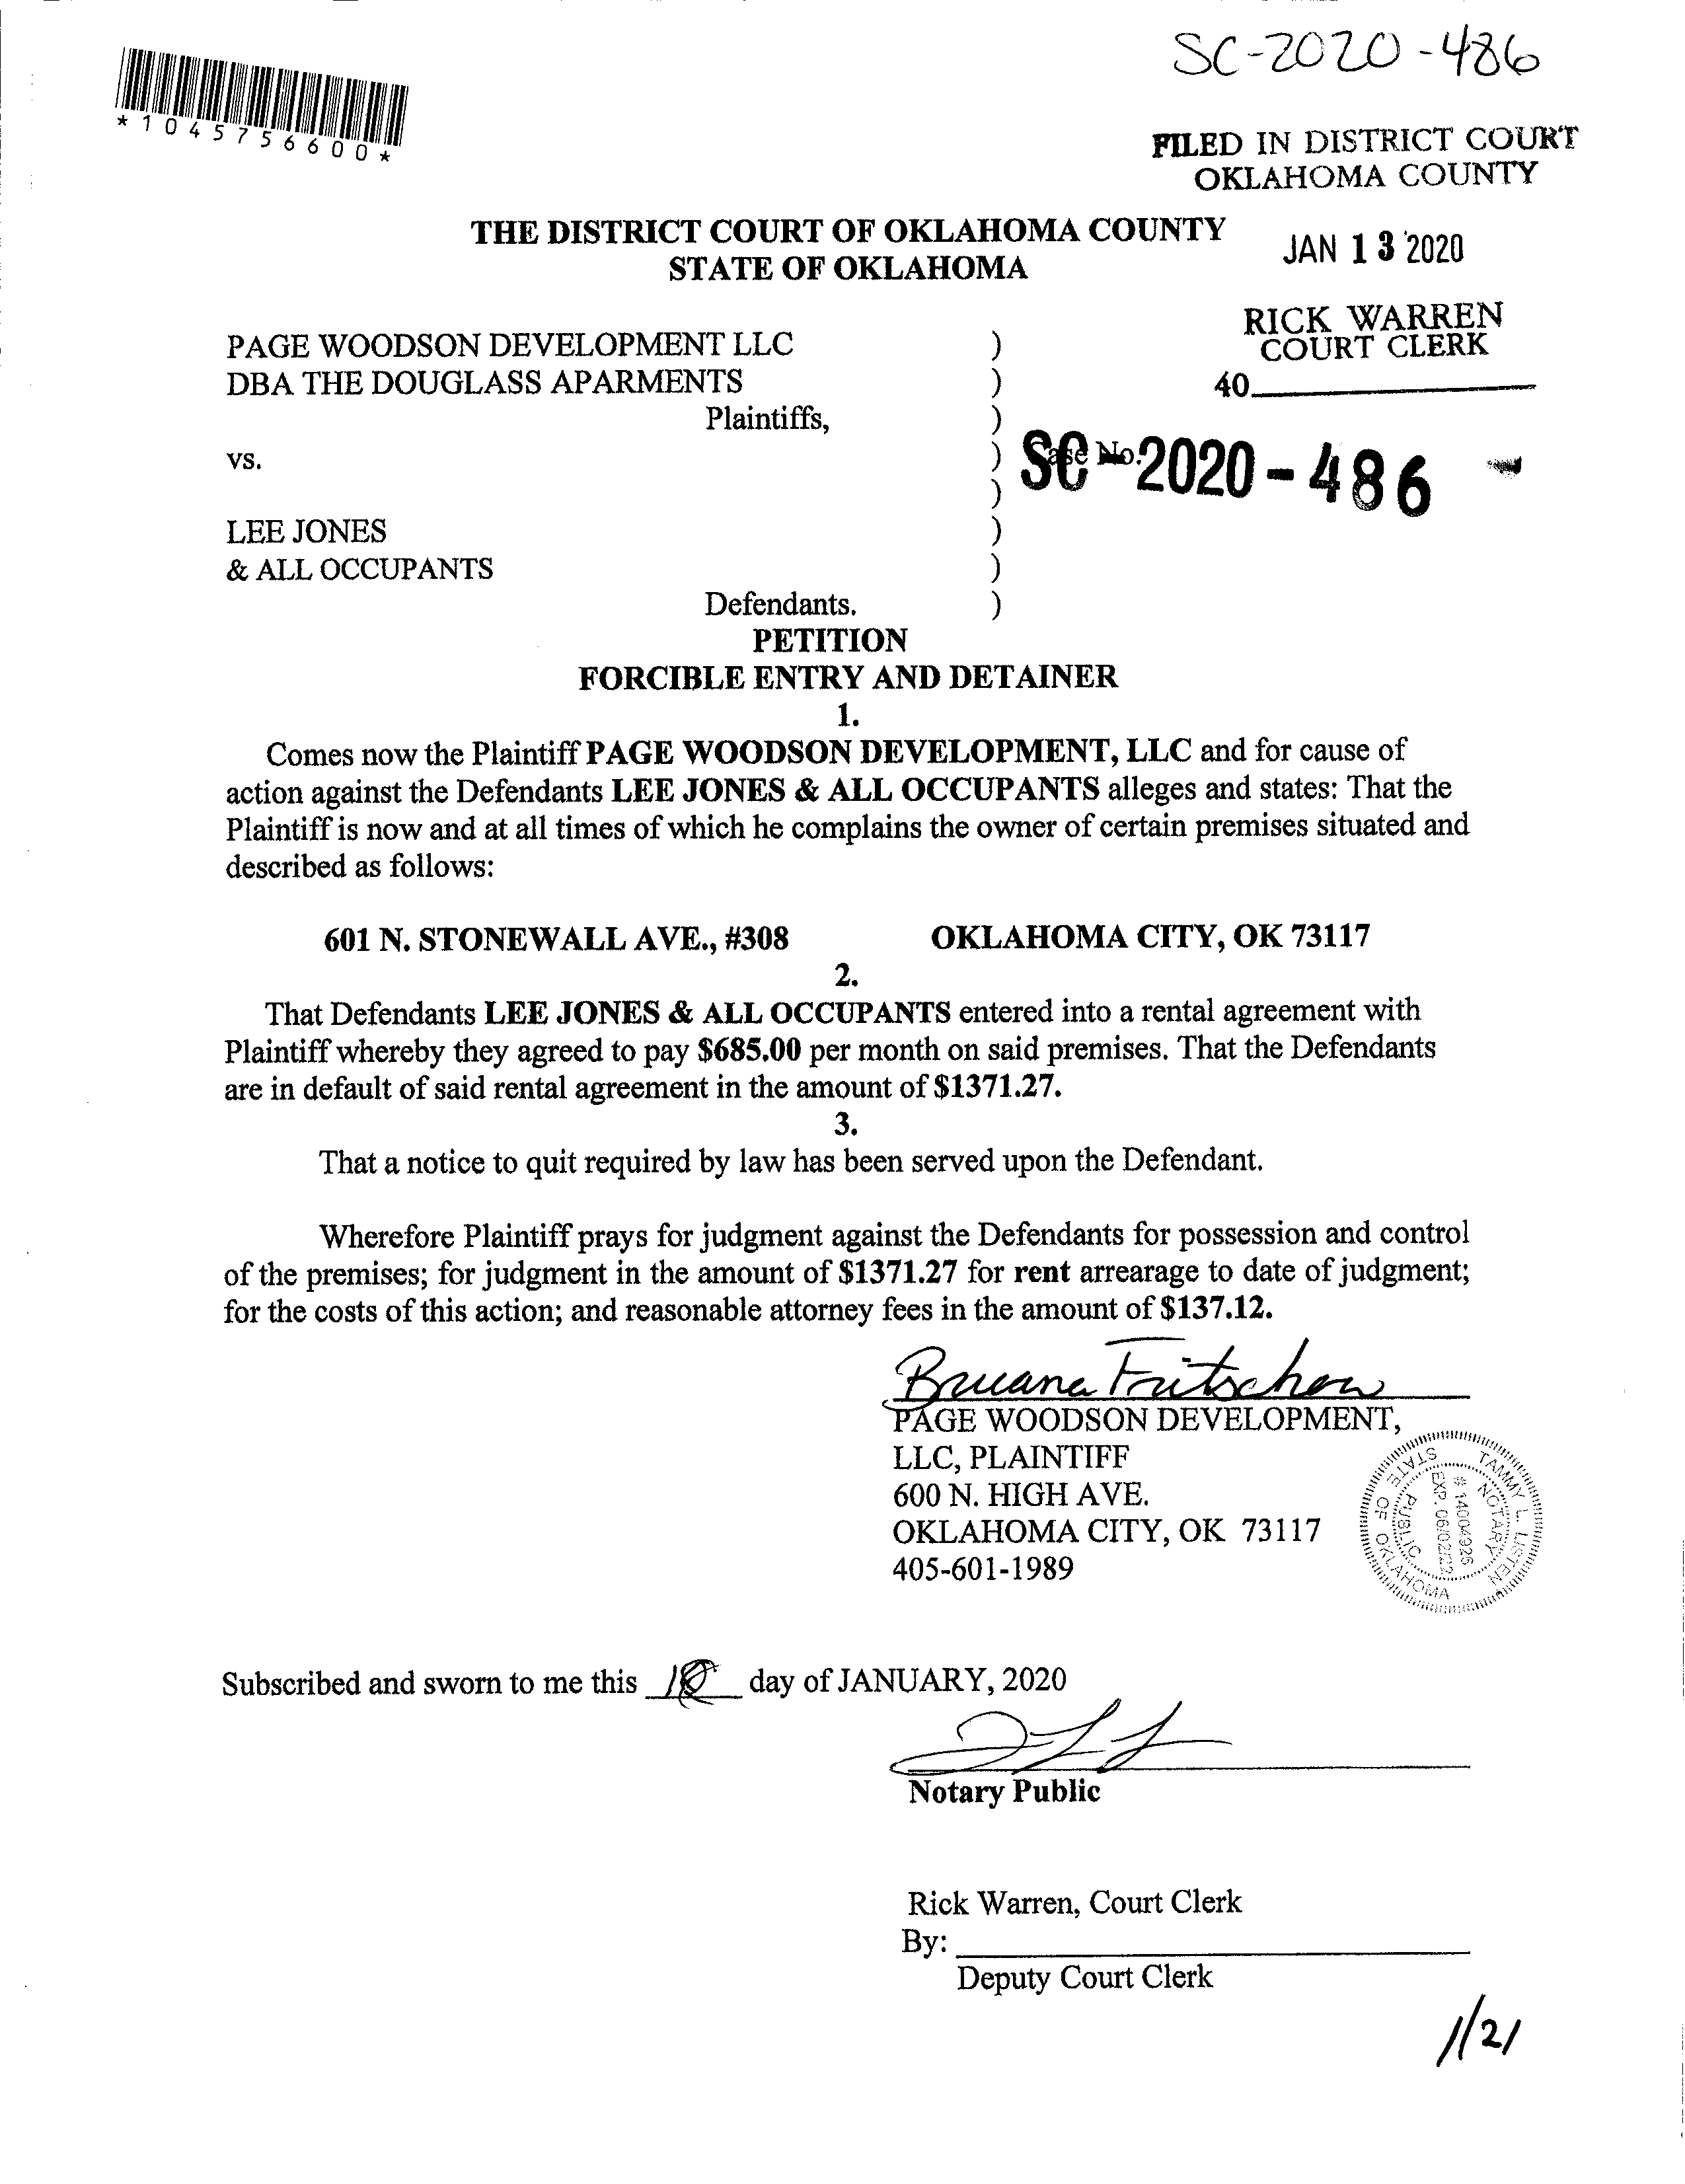 SC-2020-486
*1045756600*
FILED IN DISTRICT COURT
OKLAHOMA COUNTY
THE DISTRICT COURT OF OKLAHOMA COUNTY
STATE OF OKLAHOMA
JAN 13 2020
RICK WARREN
COURT CLERK
40
PAGE WOODSON DEVELOPMENT LLC )
DBA THE DOUGLASS APARMENTS )
Plaintiffs, )
vs. ) Case No. SC-2020-486
)
LEE JONES )
& ALL OCCUPANTS )
Defendants. )
PETITION
FORCIBLE ENTRY AND DETAINER
1.
Comes now the Plaintiff PAGE WOODSON DEVELOPMENT, LLC and for cause of
action against the Defendants LEE JONES & ALL OCCUPANTS alleges and states: That the
Plaintiff is now and at all times of which he complains the owner of certain premises situated and
described as follows:
601 N. STONEWALL AVE., #308 OKLAHOMA CITY, OK 73117
2.
That Defendants LEE JONES & ALL OCCUPANTS entered into a rental agreement with
Plaintiff whereby they agreed to pay $685.00 per month on said premises. That the Defendants
are in default of said rental agreement in the amount of $1371.27.
3.
That a notice to quit required by law has been served upon the Defendant.
Wherefore Plaintiff prays for judgment against the Defendants for possession and control
of the premises; for judgment in the amount of $1371.27 for rent arrearage to date of judgment;
for the costs of this action; and reasonable attorney fees in the amount of $137.12.
PAGE WOODSON DEVELOPMENT,
LLC, PLAINTIFF
600 N. HIGH AVE.
OKLAHOMA CITY, OK 73117
405-601-1989
TAMMY L. LISTEN
NOTARY PUBLIC
# 14004926
EXP. 06/02/22
STATE OF OKLAHOMA
Subscribed and sworn to me this day of JANUARY, 2020
Notary Public
Rick Warren, Court Clerk
By:
Deputy Court Clerk
1/21